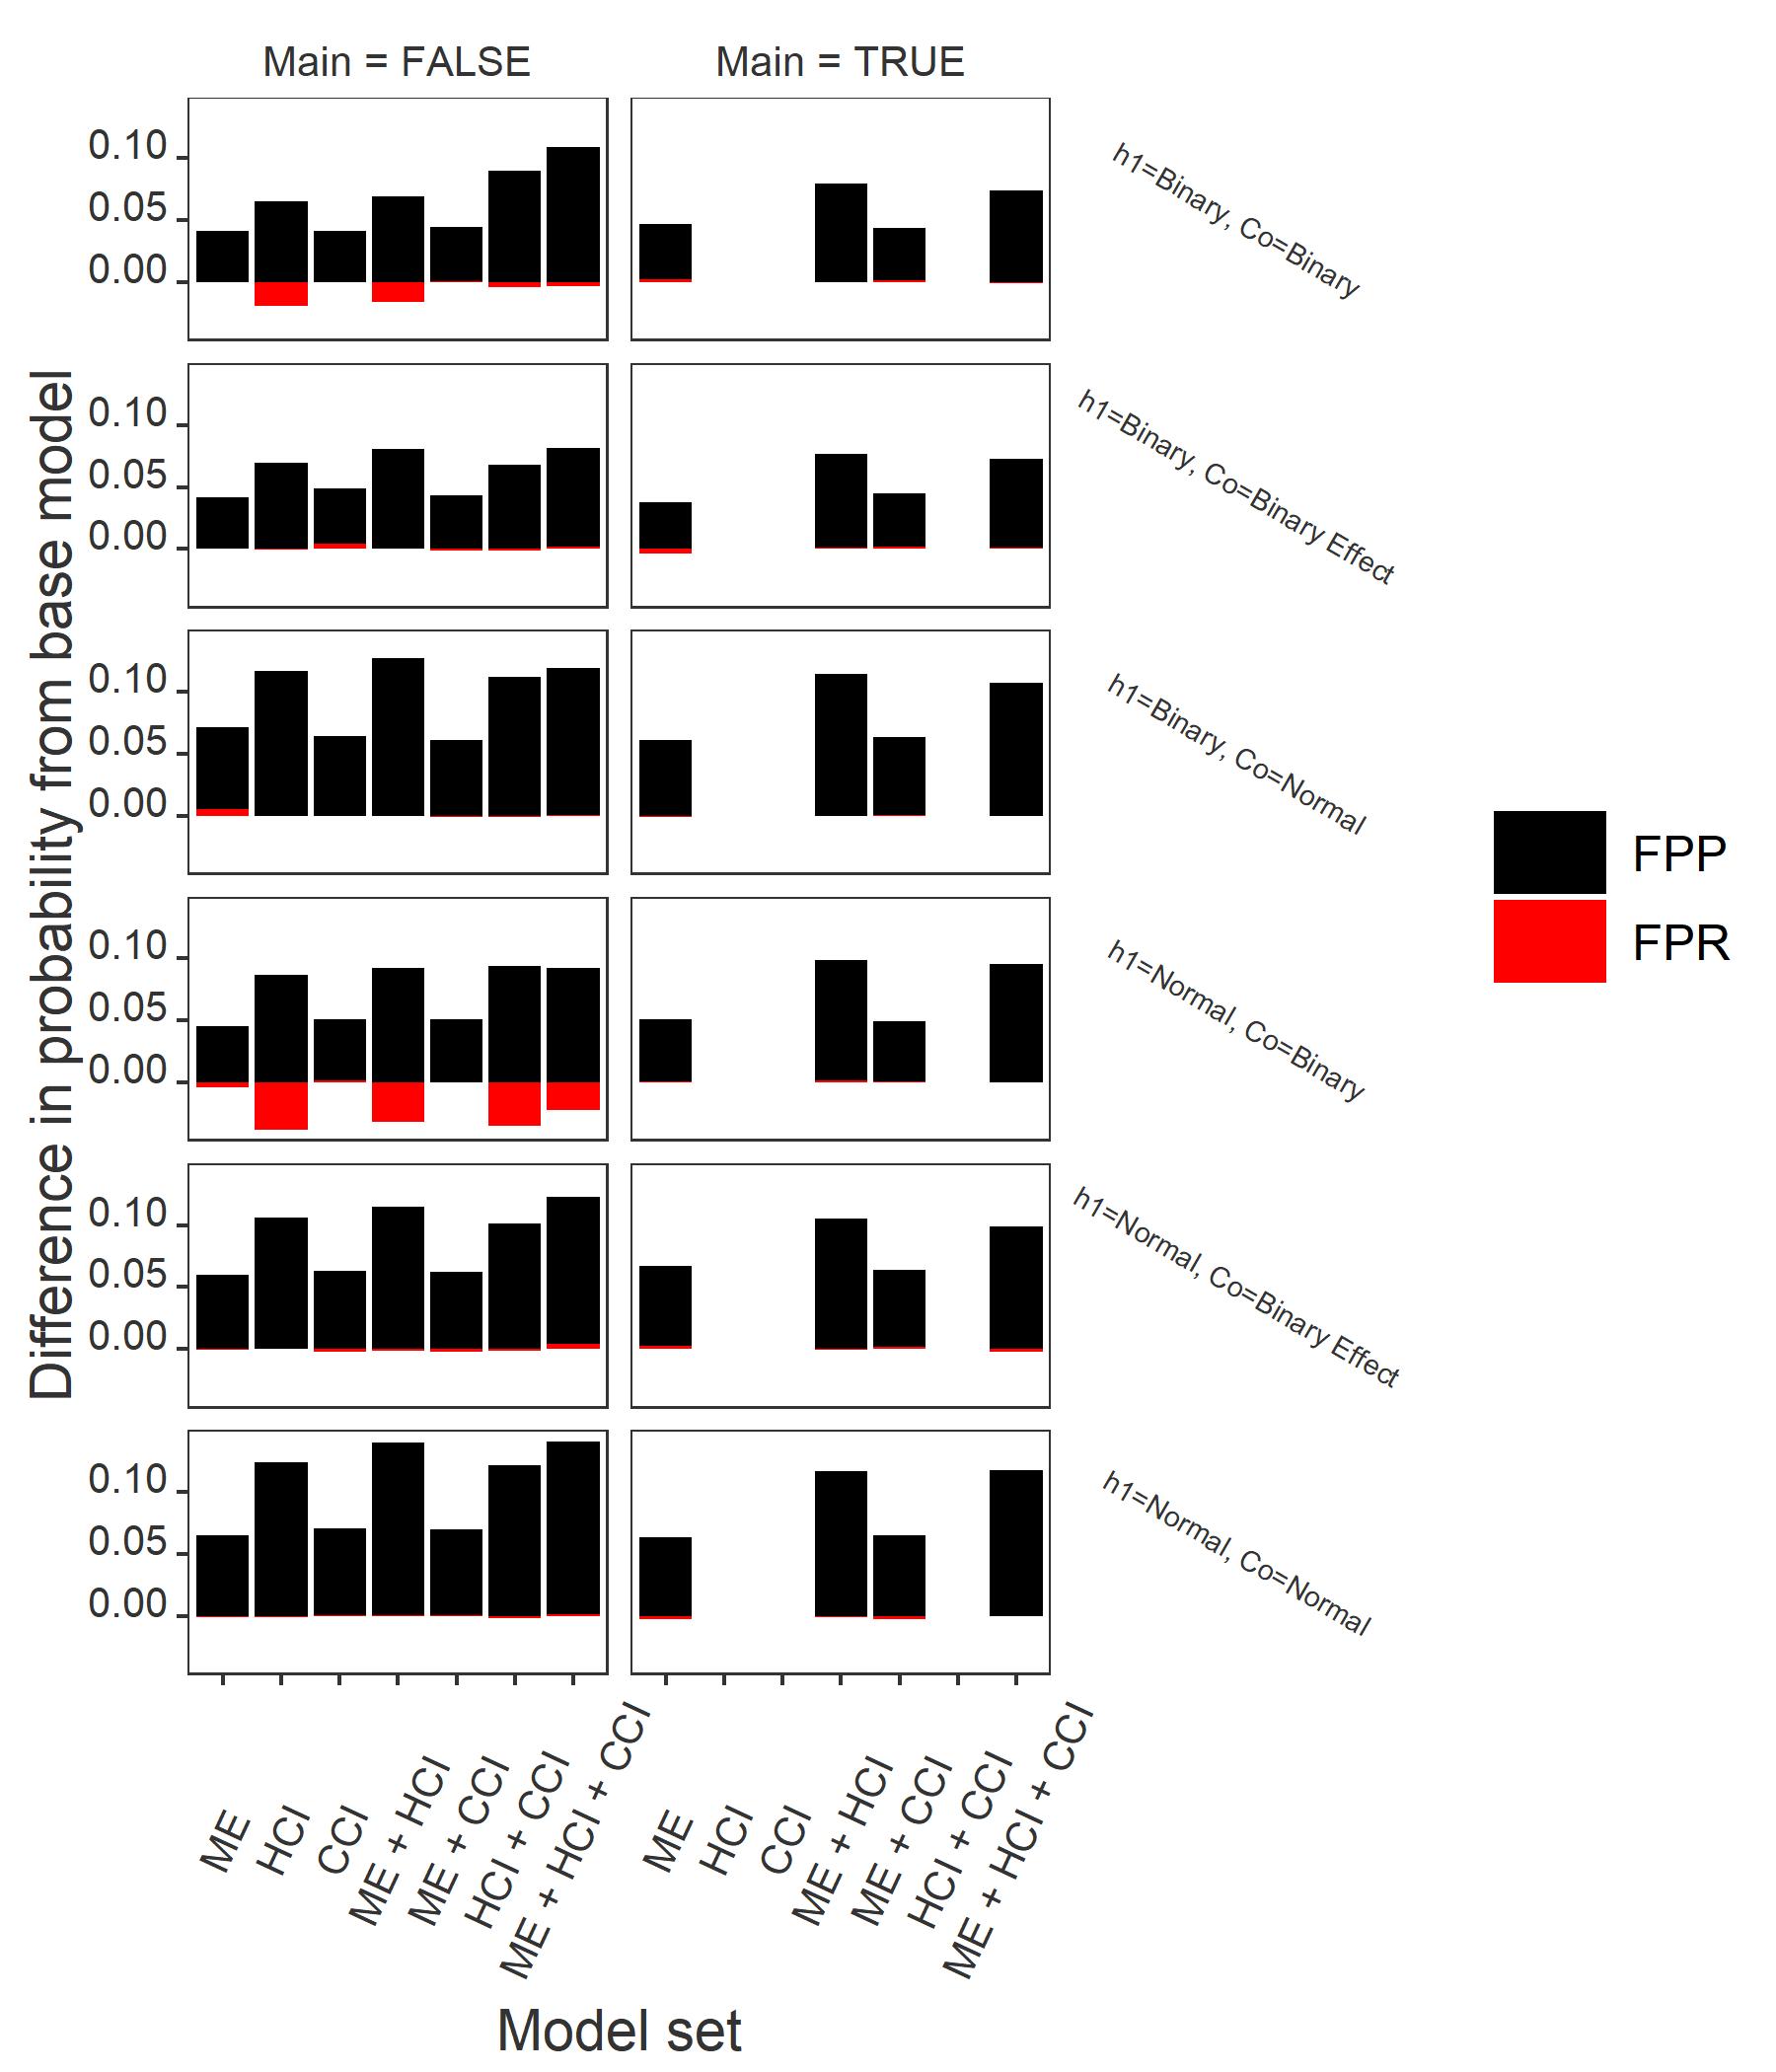 Main = FALSE
Main = TRUE
0.10
0.05
0.00
h1=Binary, Co=Binary
0.10
0.05
0.00
h1=Binary, Co=Binary Effect
0.10
0.05
0.00
h1=Binary, Co=Normal
0.10
0.05
0.00
h1=Normal, Co=Binary
0.10
0.05
0.00
h1=Normal, Co=Binary Effect
0.10
0.05
0.00
h1=Normal, Co=Normal
Difference in probability from base model
ME
HCI
CCI
ME + HCI
ME + CCI
HCI + CCI
ME + HCI + CCI
ME
HCI
CCI
ME + HCI
ME + CCI
HCI + CCI
ME + HCI + CCI
Model set
FPP
FPR